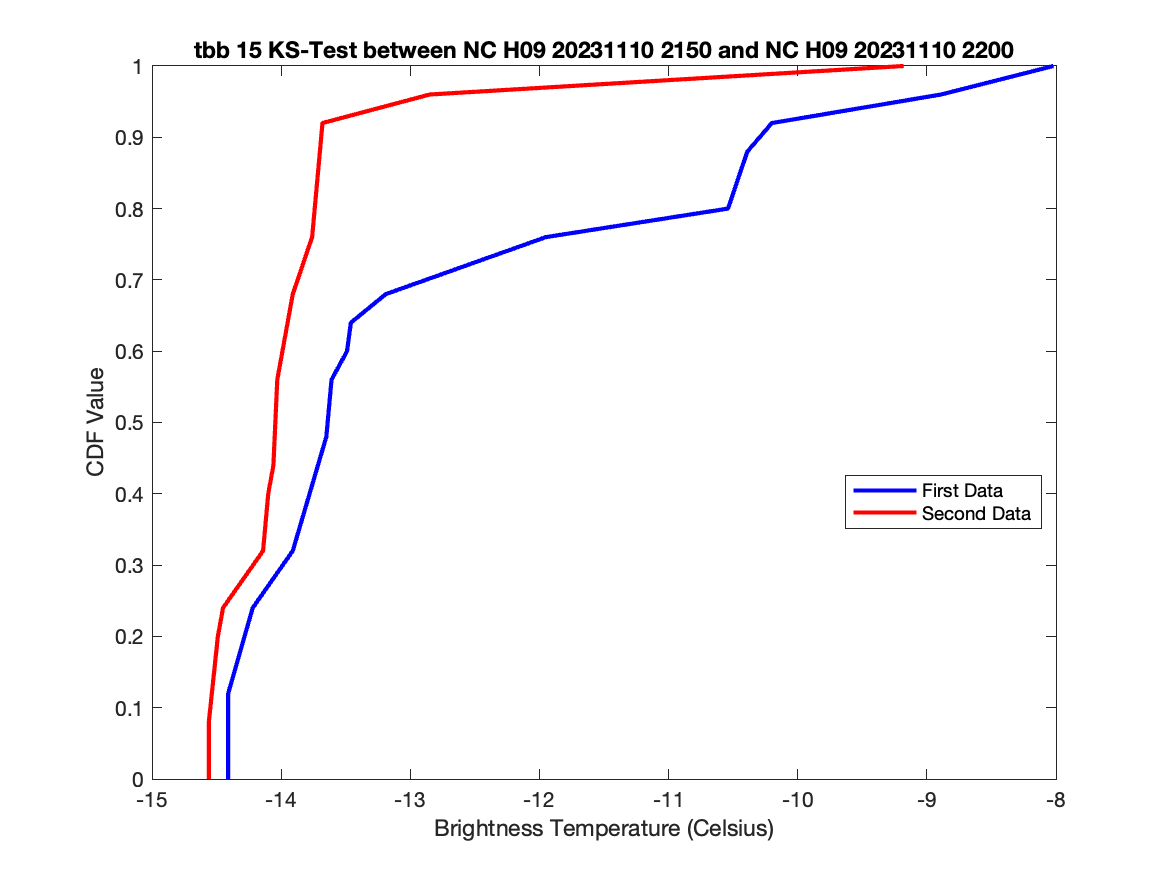 tbb 15 KS-Test between NC H09 20231110 2150 and NC H09 20231110 2200
1
0.9
0.8
0.7
0.6
0.5
0.4
0.3
0.2
0.1
0
CDF Value
First Data
Second Data
-15 -14 -13 -12 -11 -10 -9 -8
Brightness Temperature (Celsius)